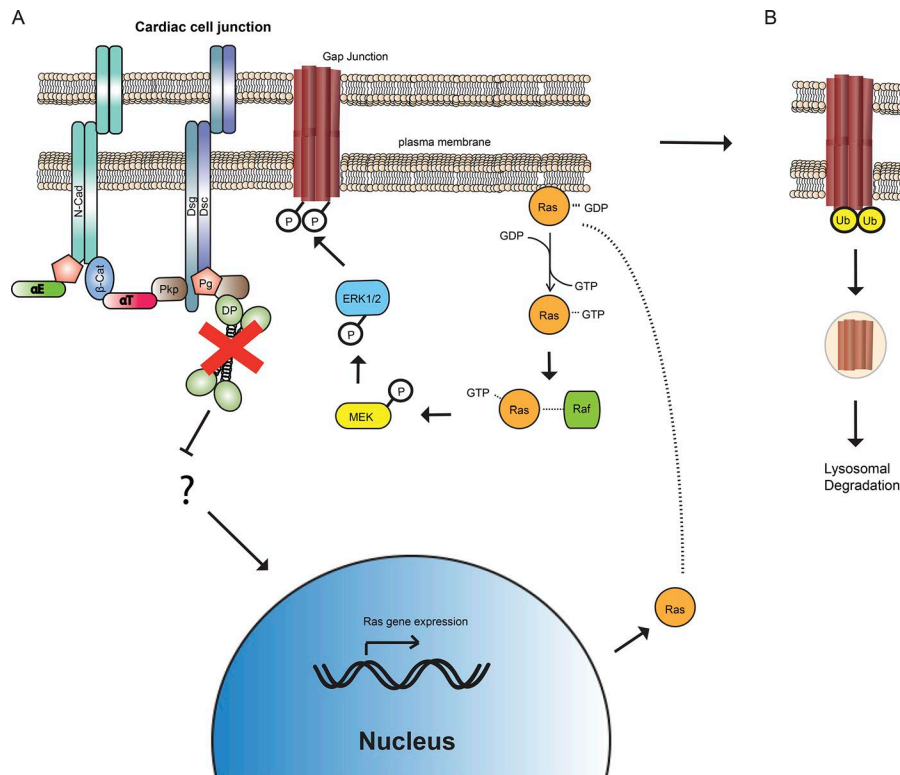 A
B
Cardiac cell junction
Gap Junction
plasma membrane
N-Cad
Dsg
Dsc
Ras
GDP
P
P
Ub
Ub
GDP
GTP
αE
β-Cat
αT
Pkp
Pg
DP
ERK1/2
P
Ras
GTP
P
MEK
GTP
Ras
Raf
Lysosomal
Degradation
?
Ras
Ras gene expression
Nucleus